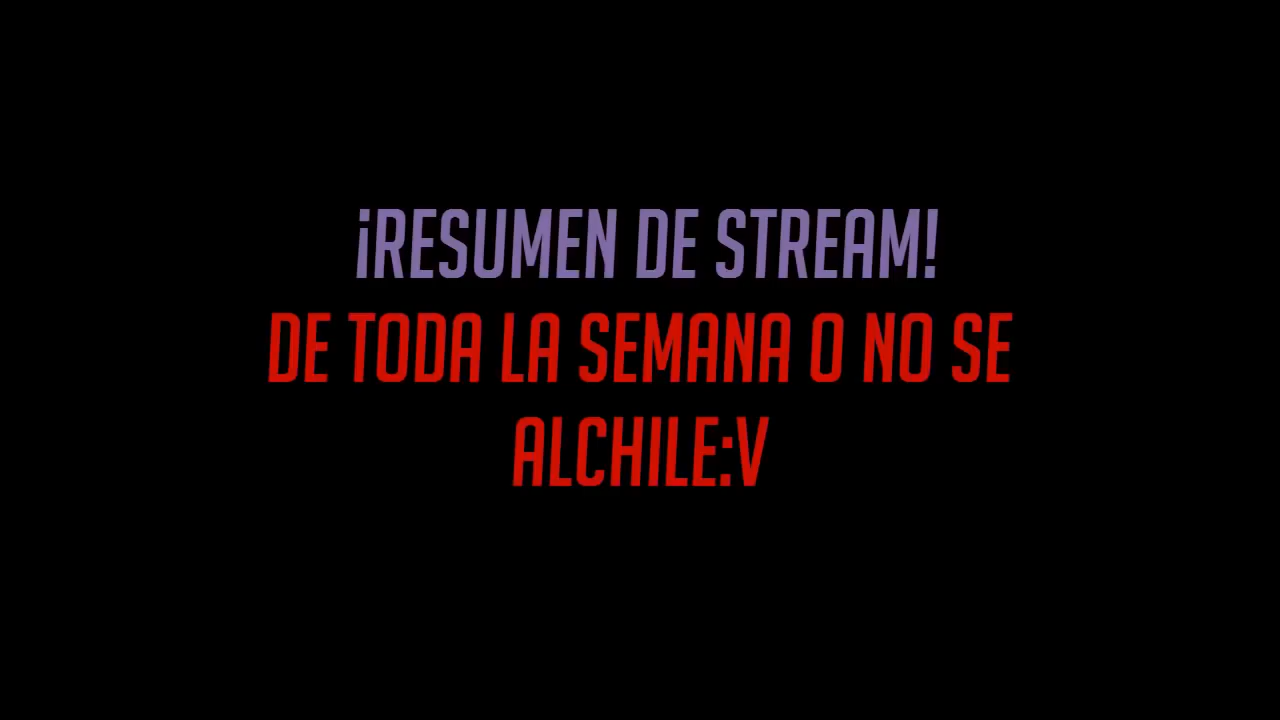 ¡RESUMEN DE STREAM!
DE TODA LA SEMANA O NO SE
ALCHILE:V